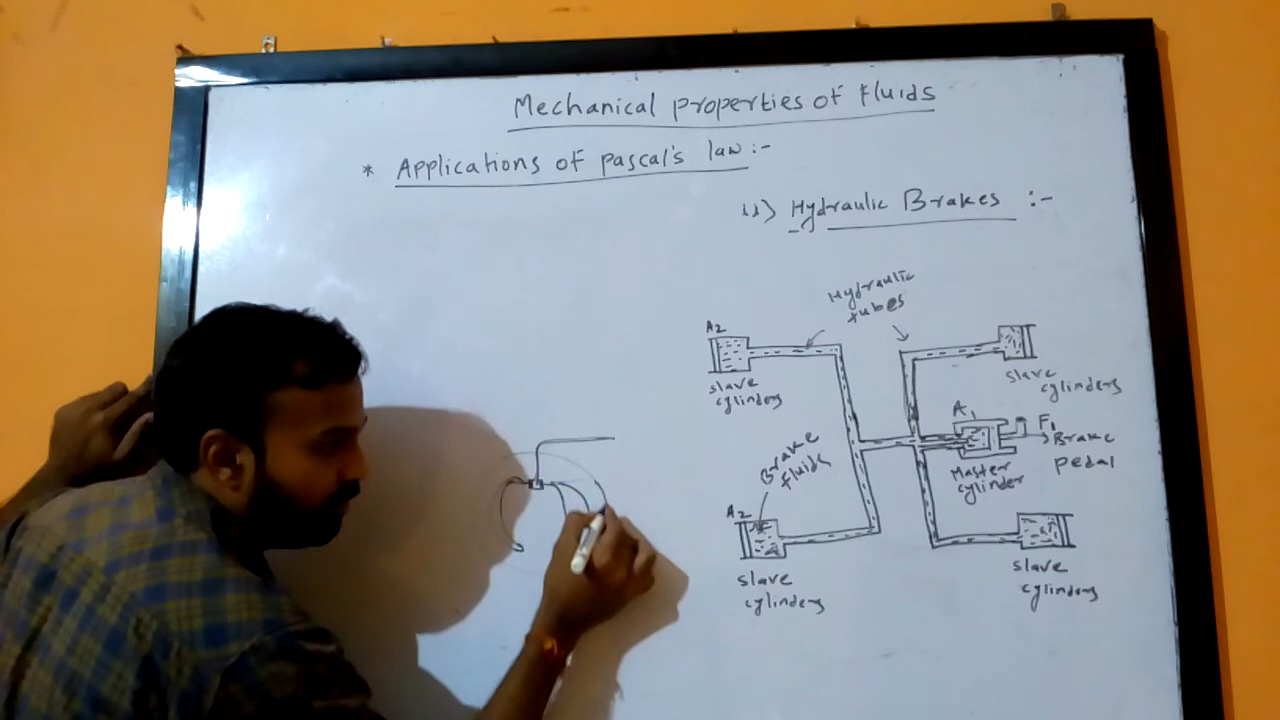 Mechanical properties of Fluids
* Applications of pascal's law :-
ii) Hydraulic Brakes :-
Hydraulic
tubes
A2
slave
cylinders
slave
cylinders
A1
F1
Brake
pedal
Master
cylinder
Brake
fluids
A2
slave
cylinders
slave
cylinders